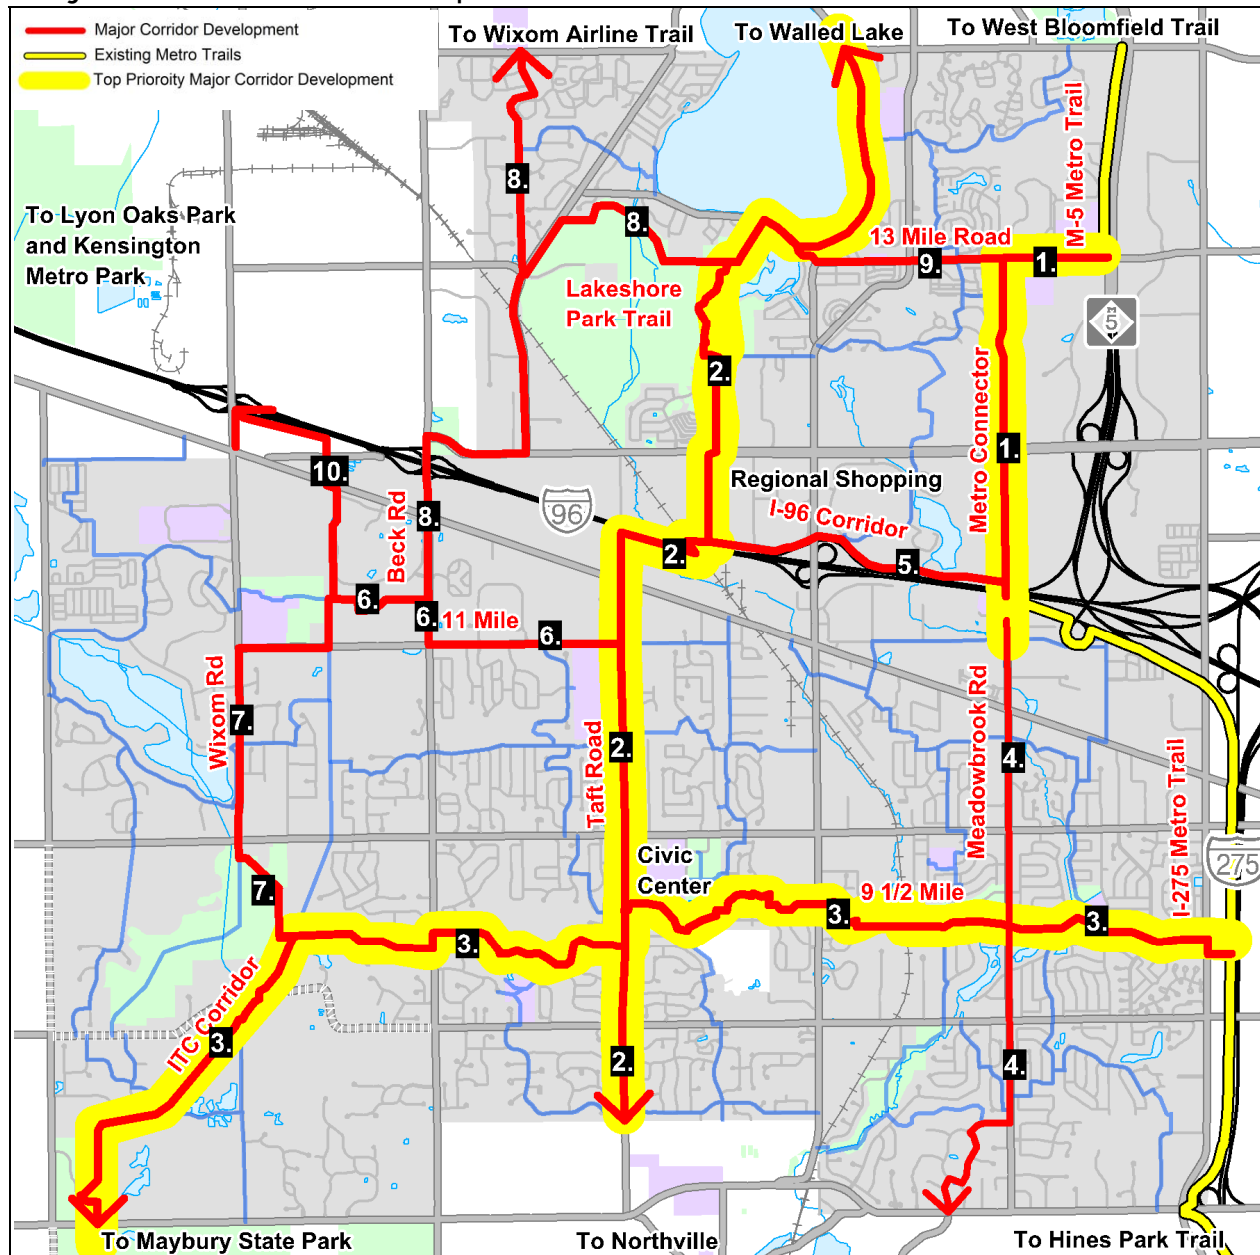 Major Corridor Development
Existing Metro Trails
Top Prioroity Major Corridor Development
To Wixom Airline Trail
To Walled Lake
To West Bloomfield Trail
M-5 Metro Trail
8.
To Lyon Oaks Park
and Kensington
Metro Park
8.
13 Mile Road
9.
1.
Lakeshore
Park Trail
M
5
2.
Metro Connector
1.
10.
Regional Shopping
I-96 Corridor
96
Beck Rd
8.
2.
5.
6.
6.
11 Mile
6.
Wixom Rd
7.
Taft Road
2.
Meadowbrook Rd
4.
I-275 Metro Trail
Civic
Center
275
7.
9 1/2 Mile
3.
3.
3.
ITC Corridor
3.
2.
4.
To Maybury State Park
To Northville
To Hines Park Trail